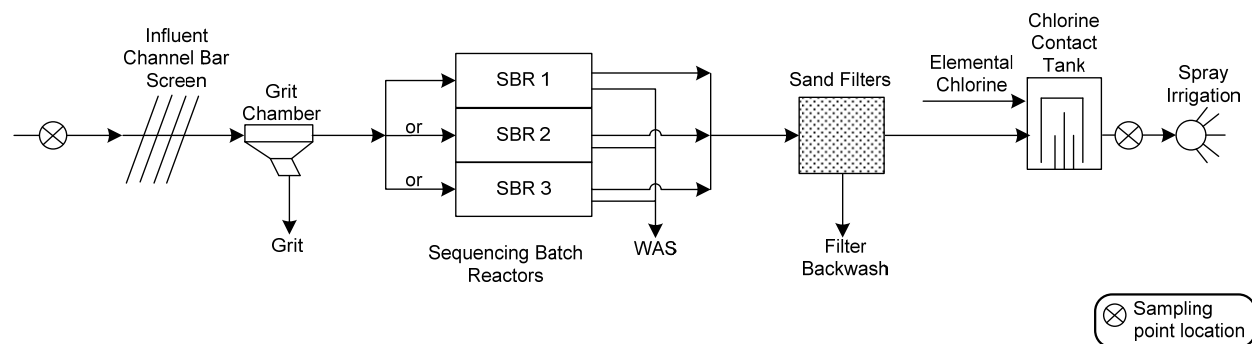 Influent
Channel Bar
Screen
Grit
Chamber
Grit
or
or
SBR 1
SBR 2
SBR 3
Sequencing Batch
Reactors
WAS
Sand Filters
Filter
Backwash
Elemental
Chlorine
Chlorine
Contact
Tank
Spray
Irrigation
Sampling
point location